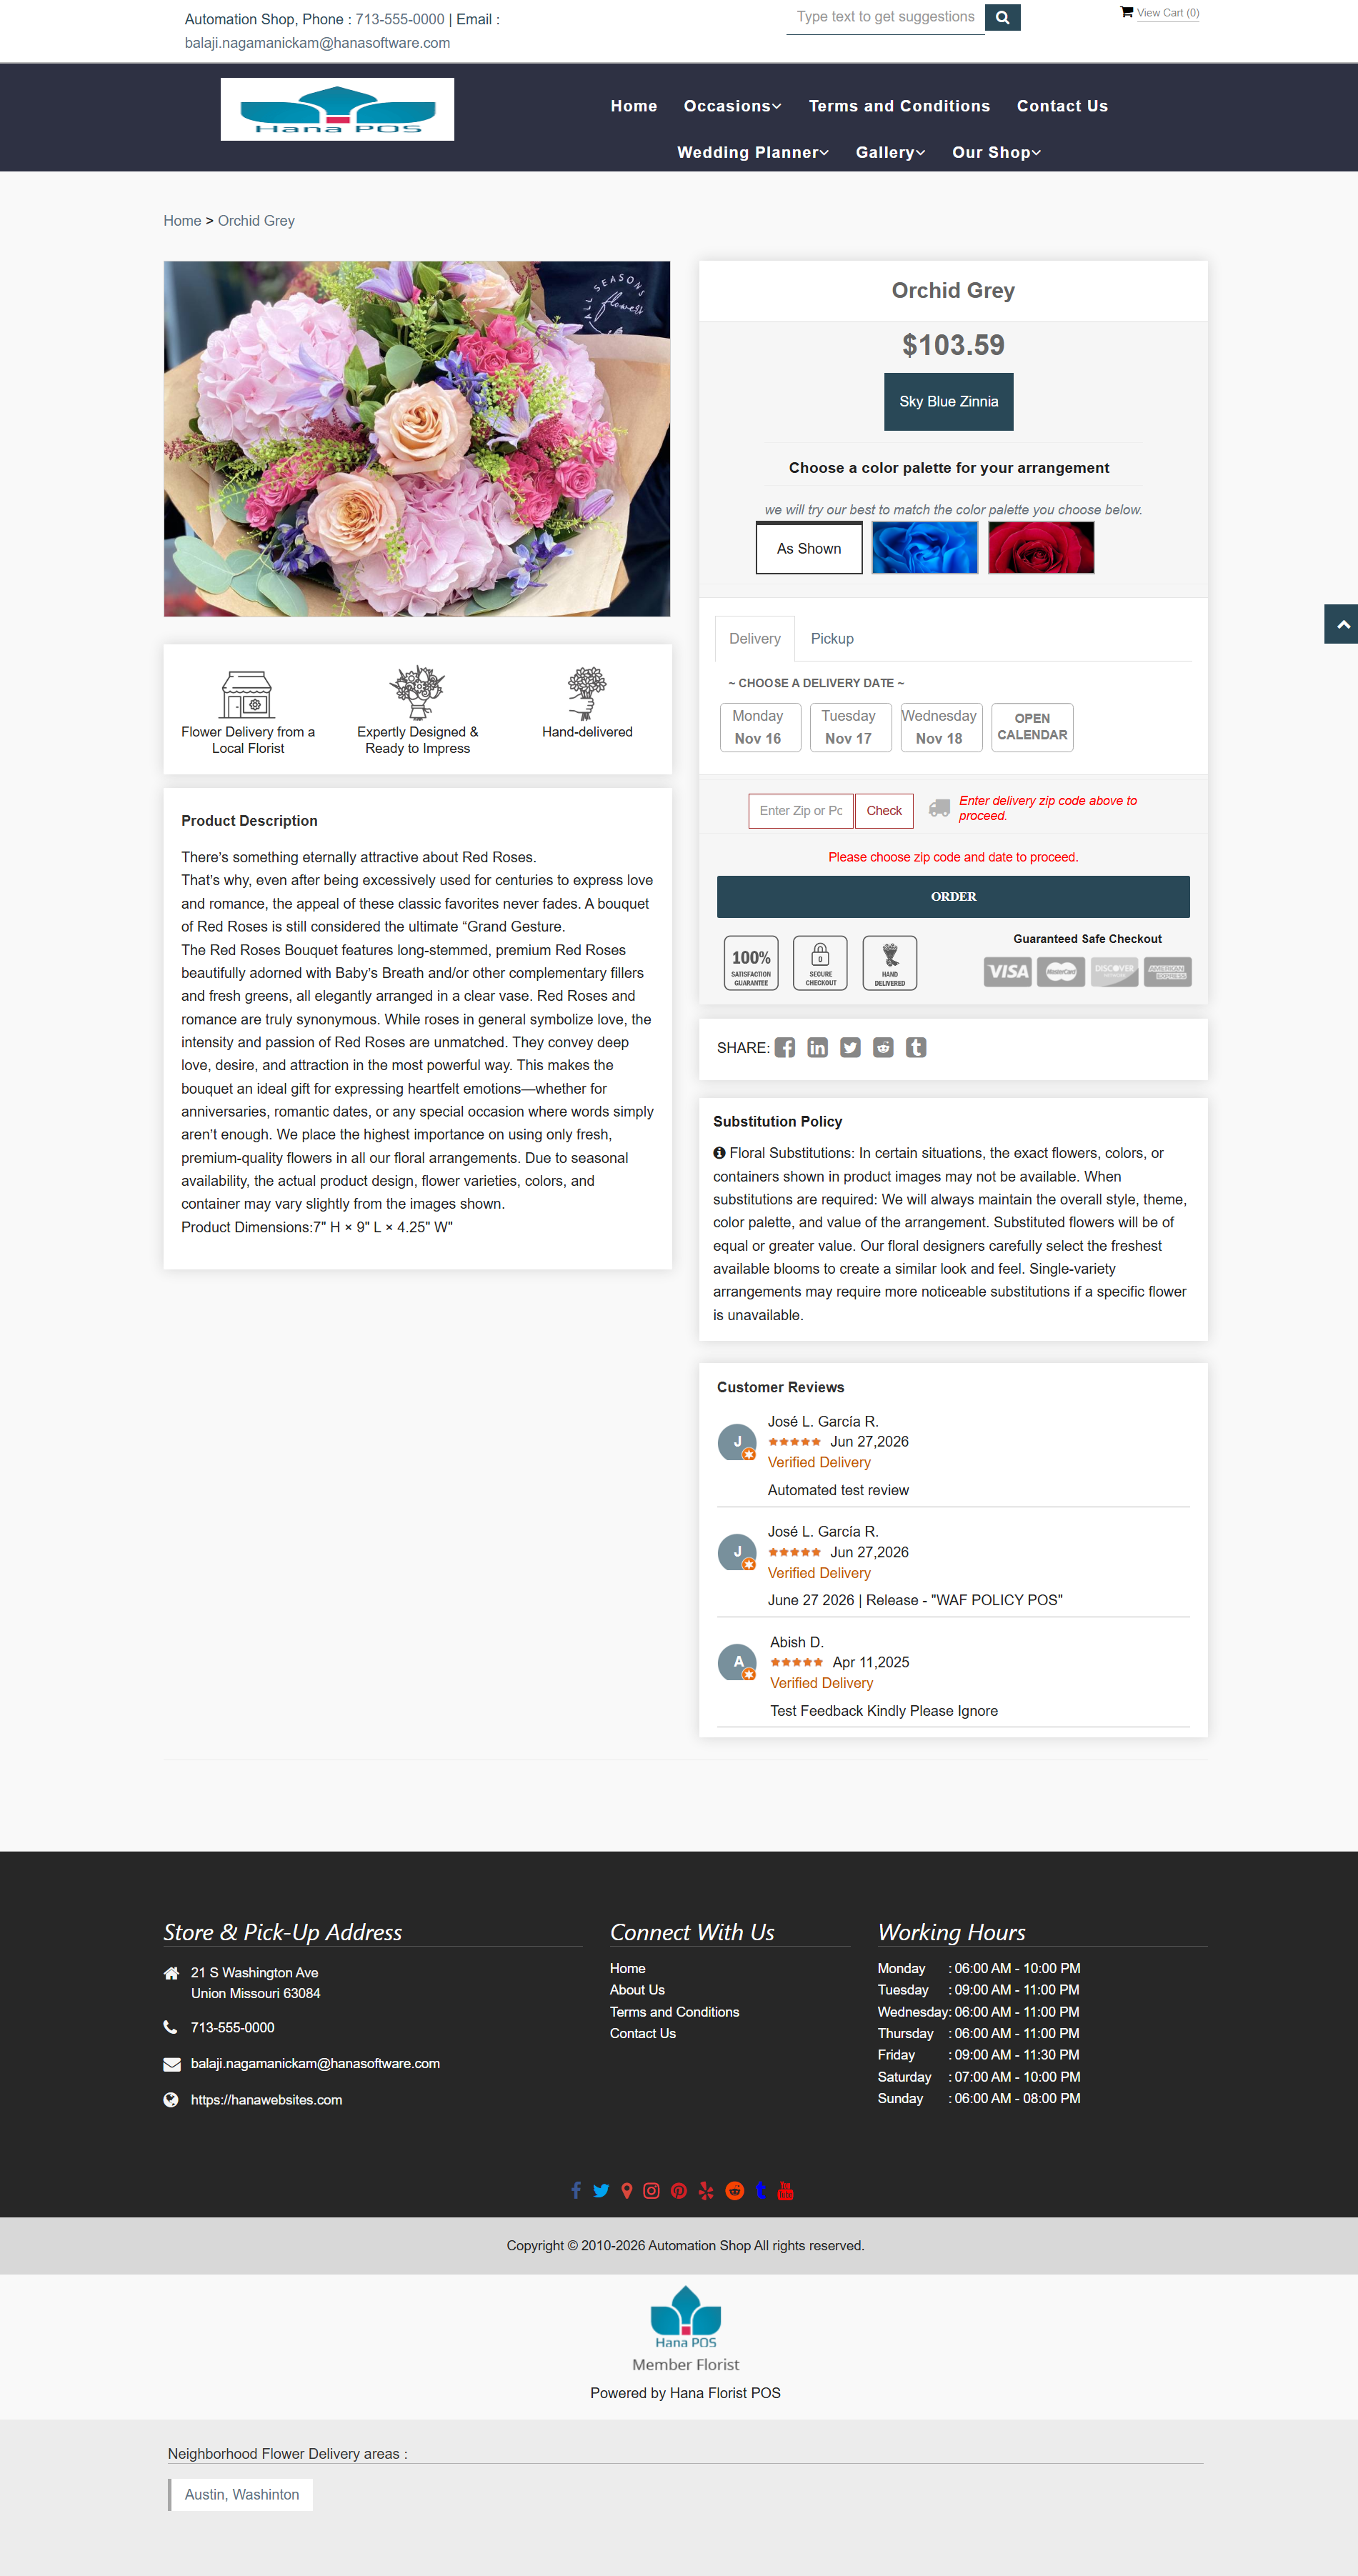 Automation Shop, Phone : 713-555-0000 | Email :
balaji.nagamanickam@hanasoftware.com
Type text to get suggestions
View Cart (0)
Hana POS
Home Occasions Terms and Conditions Contact Us
Wedding Planner Gallery Our Shop
Home > Orchid Grey
ALL SEASONS
flowers
Orchid Grey
$103.59
Sky Blue Zinnia
Choose a color palette for your arrangement
we will try our best to match the color palette you choose below.
As Shown
Delivery Pickup
~ CHOOSE A DELIVERY DATE ~
Monday Tuesday Wednesday OPEN
Nov 16 Nov 17 Nov 18 CALENDAR
Enter Zip or Pc Check Enter delivery zip code above to
proceed.
Please choose zip code and date to proceed.
ORDER
100% SATISFACTION GUARANTEE
SECURE CHECKOUT
HAND DELIVERED
Guaranteed Safe Checkout
VISA MasterCard DISCOVER NETWORK AMERICAN EXPRESS
Flower Delivery from a
Local Florist
Expertly Designed &
Ready to Impress
Hand-delivered
Product Description
There’s something eternally attractive about Red Roses.
That’s why, even after being excessively used for centuries to express love
and romance, the appeal of these classic favorites never fades. A bouquet
of Red Roses is still considered the ultimate “Grand Gesture.
The Red Roses Bouquet features long-stemmed, premium Red Roses
beautifully adorned with Baby’s Breath and/or other complementary fillers
and fresh greens, all elegantly arranged in a clear vase. Red Roses and
romance are truly synonymous. While roses in general symbolize love, the
intensity and passion of Red Roses are unmatched. They convey deep
love, desire, and attraction in the most powerful way. This makes the
bouquet an ideal gift for expressing heartfelt emotions—whether for
anniversaries, romantic dates, or any special occasion where words simply
aren’t enough. We place the highest importance on using only fresh,
premium-quality flowers in all our floral arrangements. Due to seasonal
availability, the actual product design, flower varieties, colors, and
container may vary slightly from the images shown.
Product Dimensions:7" H × 9" L × 4.25" W"
SHARE:
Substitution Policy
Floral Substitutions: In certain situations, the exact flowers, colors, or
containers shown in product images may not be available. When
substitutions are required: We will always maintain the overall style, theme,
color palette, and value of the arrangement. Substituted flowers will be of
equal or greater value. Our floral designers carefully select the freshest
available blooms to create a similar look and feel. Single-variety
arrangements may require more noticeable substitutions if a specific flower
is unavailable.
Customer Reviews
J
José L. García R.
Jun 27,2026
Verified Delivery
Automated test review
J
José L. García R.
Jun 27,2026
Verified Delivery
June 27 2026 | Release - "WAF POLICY POS"
A
Abish D.
Apr 11,2025
Verified Delivery
Test Feedback Kindly Please Ignore
Store & Pick-Up Address
21 S Washington Ave
Union Missouri 63084
713-555-0000
balaji.nagamanickam@hanasoftware.com
https://hanawebsites.com
Connect With Us
Home
About Us
Terms and Conditions
Contact Us
Working Hours
Monday : 06:00 AM - 10:00 PM
Tuesday : 09:00 AM - 11:00 PM
Wednesday: 06:00 AM - 11:00 PM
Thursday : 06:00 AM - 11:00 PM
Friday : 09:00 AM - 11:30 PM
Saturday : 07:00 AM - 10:00 PM
Sunday : 06:00 AM - 08:00 PM
Copyright © 2010-2026 Automation Shop All rights reserved.
Hana POS
Member Florist
Powered by Hana Florist POS
Neighborhood Flower Delivery areas :
Austin, Washinton